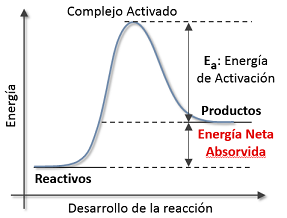 Complejo Activado
Ea: Energía
de Activación
Energía
Productos
Energía Neta
Absorvida
Reactivos
Desarrollo de la reacción